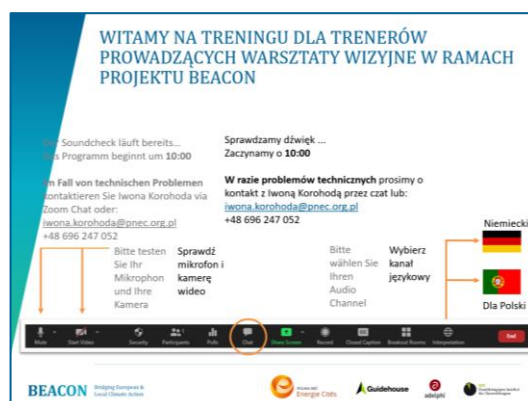 WITAMY NA TRENINGU DLA TRENERÓW
PROWADZĄCYCH WARSZTATY WIZYJNE W RAMACH
PROJEKTU BEACON
Soundcheck läuft bereits...
Programm beginnt um 10:00
Fall von technischen Problemen
kontaktieren Sie Iwona Korohoda via
Zoom Chat oder:
iwona.korohoda@pnec.org.pl
+48 696 247 052
Sprawdzamy dźwięk ...
Zaczynamy o 10:00
W razie problemów technicznych prosimy o
kontakt z Iwoną Korohodą przez czat lub:
iwona.korohoda@pnec.org.pl
+48 696 247 052
Bitte testen
Sie Ihr
Mikrophon
und Ihre
Kamera
Sprawdź
mikrofon i
kamerę
wideo
Bitte
wählen Sie
Ihren
Audio
Channel
Wybierz
kanał
językowy
Niemiecki
Dla Polski
Mute
Start Video
Security
Participants
Polls
Chat
Share Screen
Record
Closed Caption
Breakout Rooms
Interpretation
End
BEACON
Bridging European &
Local Climate Action
Energie Cités
Guidehouse
adelphi